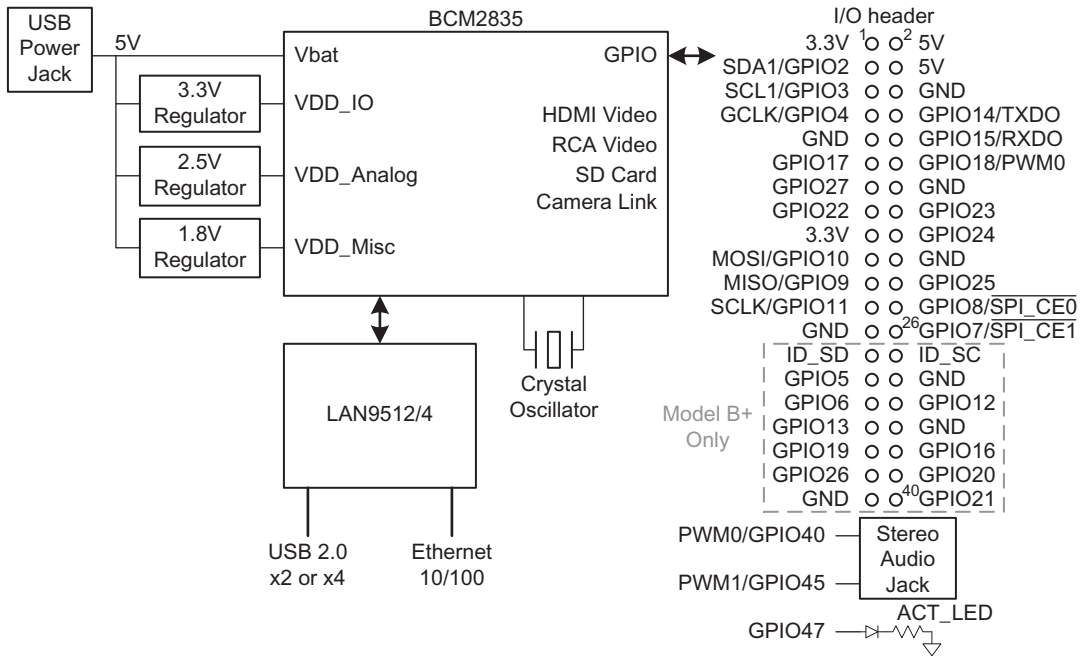 USB
Power
Jack
5V
3.3V
Regulator
2.5V
Regulator
1.8V
Regulator
BCM2835
Vbat
GPIO
VDD_IO
HDMI Video
RCA Video
VDD_Analog
SD Card
Camera Link
VDD_Misc
LAN9512/4
Crystal
Oscillator
USB 2.0
x2 or x4
Ethernet
10/100
I/O header
3.3V 1 2 5V
SDA1/GPIO2 5V
SCL1/GPIO3 GND
GCLK/GPIO4 GPIO14/TXDO
GND GPIO15/RXDO
GPIO17 GPIO18/PWM0
GPIO27 GND
GPIO22 GPIO23
3.3V GPIO24
MOSI/GPIO10 GND
MISO/GPIO9 GPIO25
SCLK/GPIO11 GPIO8/SPI_CE0
GND 26 GPIO7/SPI_CE1
ID_SD ID_SC
GPIO5 GND
GPIO6 GPIO12
GPIO13 GND
GPIO19 GPIO16
GPIO26 GPIO20
GND 40 GPIO21
Model B+
Only
PWM0/GPIO40
PWM1/GPIO45
Stereo
Audio
Jack
ACT_LED
GPIO47